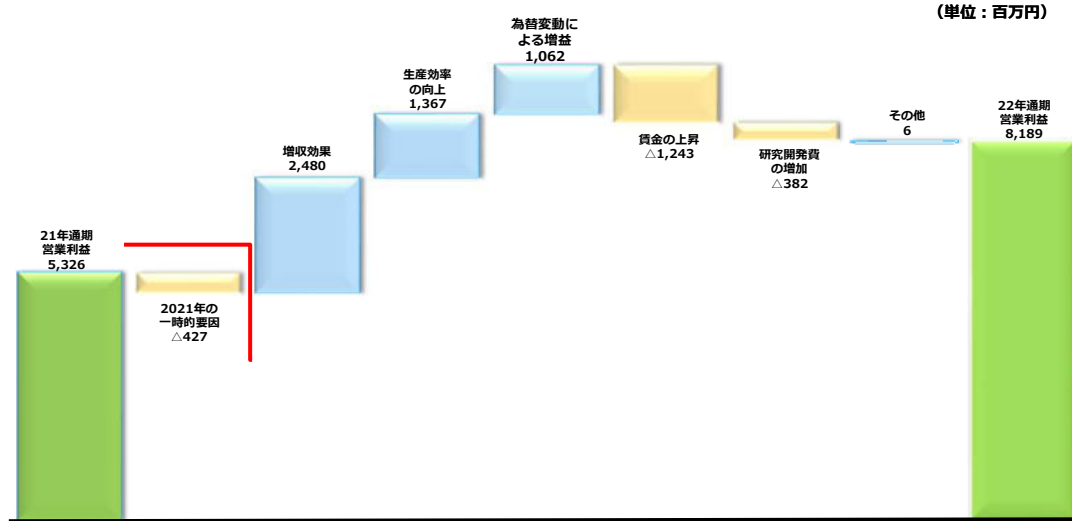 （単位：百万円）
21年通期
営業利益
5,326
2021年の
一時的要因
△427
増収効果
2,480
生産効率
の向上
1,367
為替変動に
よる増益
1,062
賃金の上昇
△1,243
研究開発費
の増加
△382
その他
6
22年通期
営業利益
8,189